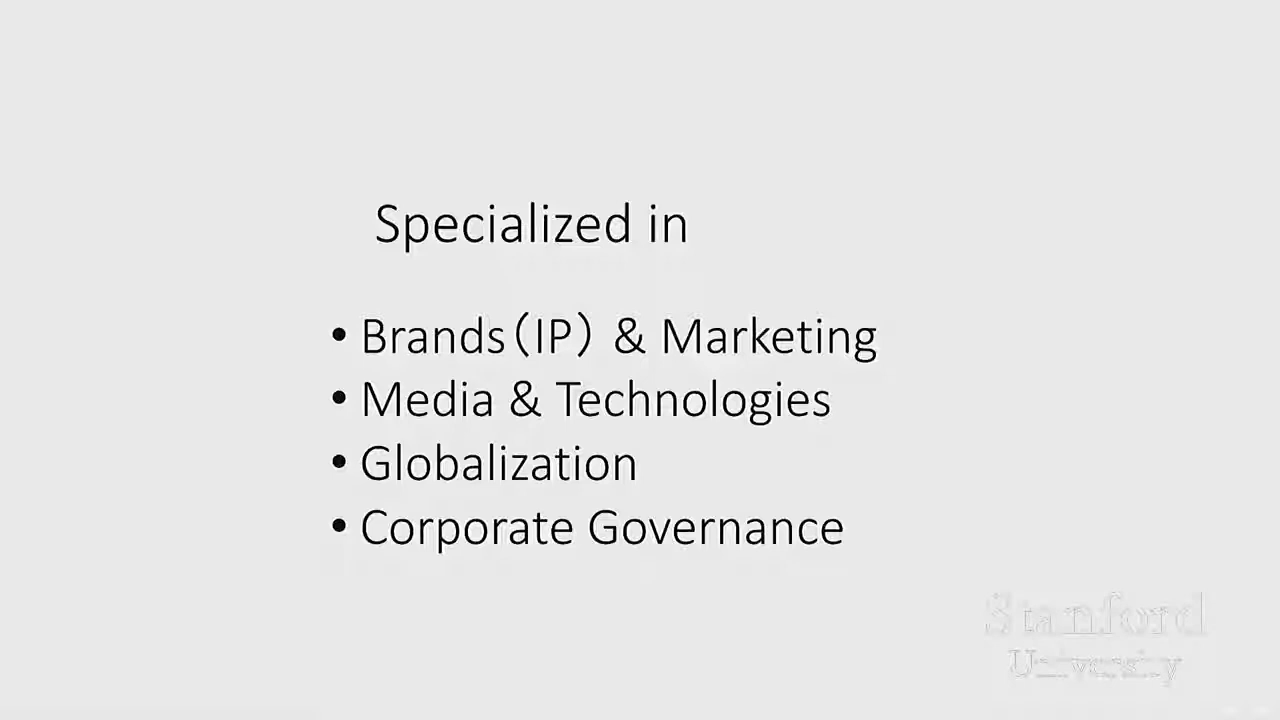 Specialized in
• Brands（IP） & Marketing
• Media & Technologies
• Globalization
• Corporate Governance
Stanford
University